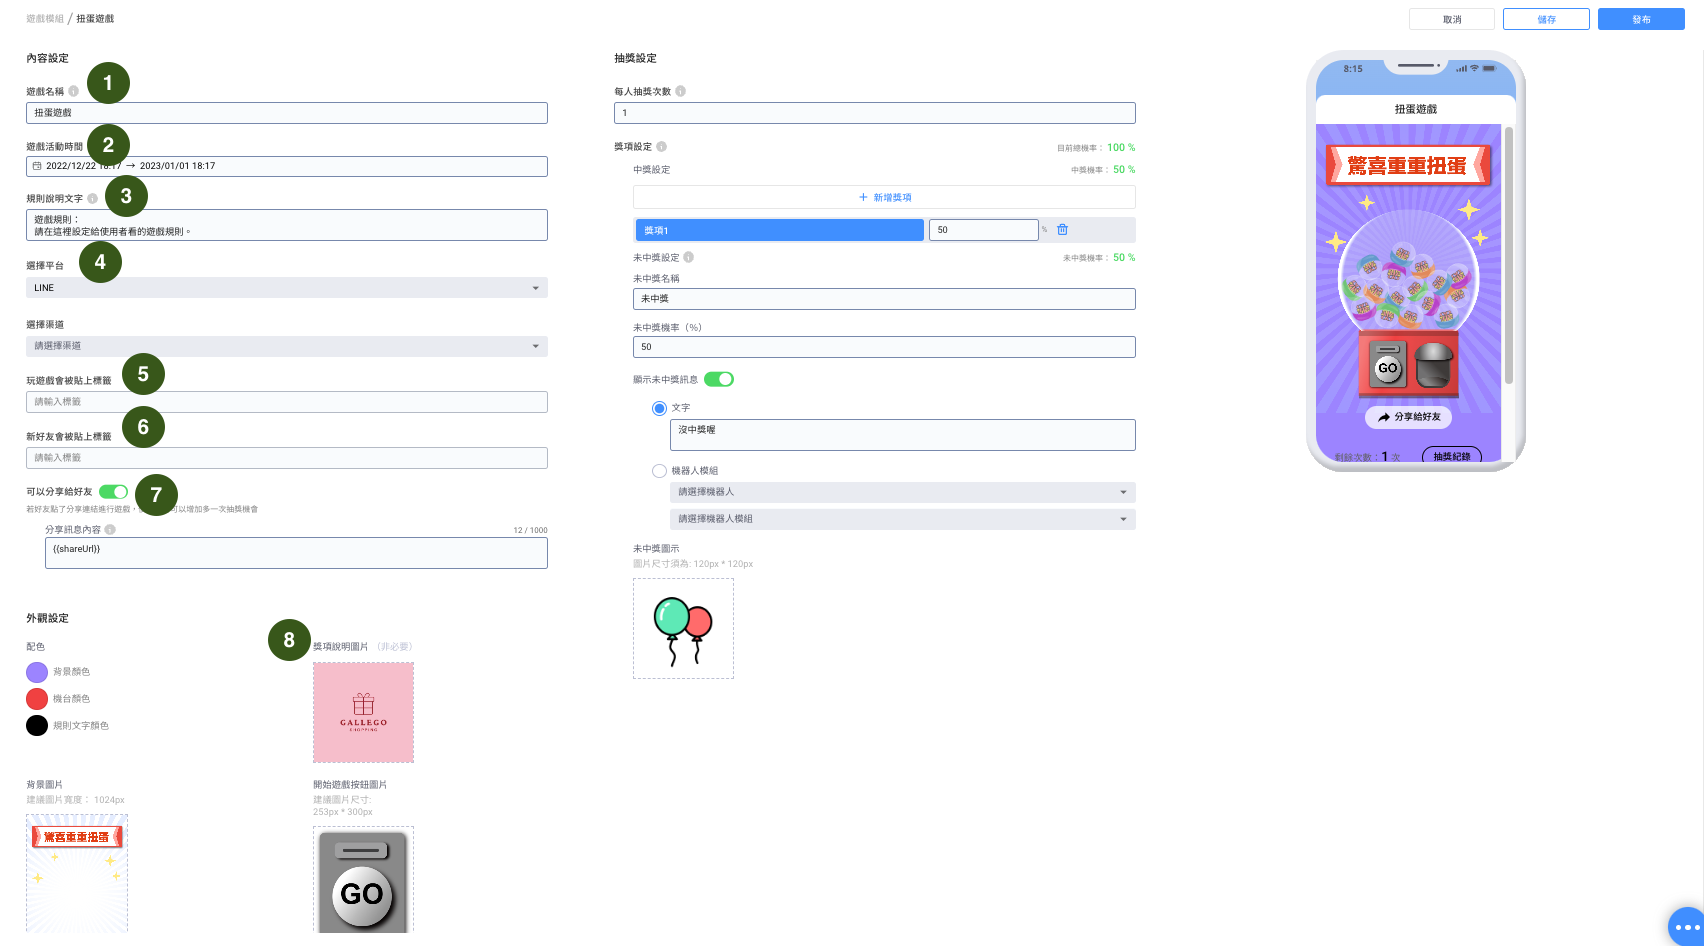 遊戲模組 / 扭蛋遊戲
取消
儲存
發布
內容設定
1
遊戲名稱
扭蛋遊戲
2
遊戲活動時間
2022/12/22 18:17 → 2023/01/01 18:17
3
規則說明文字
遊戲規則：
請在這裡設定給使用者看的遊戲規則。
4
選擇平台
LINE
選擇渠道
請選擇渠道
5
玩遊戲會被貼上標籤
請輸入標籤
6
新好友會被貼上標籤
請輸入標籤
7
可以分享給好友
若好友點了分享連結進行遊戲，可以增加多一次抽獎機會
分享訊息內容
12 / 1000
{{shareUrl}}
外觀設定
配色
背景顏色
機台顏色
規則文字顏色
8
獎項說明圖片 （非必要）
GALLEGO
SHOPPING
背景圖片
建議圖片寬度： 1024px
驚喜重重扭蛋
開始遊戲按鈕圖片
建議圖片尺寸:
253px * 300px
GO
抽獎設定
每人抽獎次數
1
獎項設定
目前總機率： 100 %
中獎設定
中獎機率： 50 %
＋ 新增獎項
獎項1
50
%
未中獎設定
未中獎機率： 50 %
未中獎名稱
未中獎
未中獎機率（%）
50
顯示未中獎訊息
文字
沒中獎喔
機器人模組
請選擇機器人
請選擇機器人模組
未中獎圖示
圖片尺寸須為: 120px * 120px
8:15
扭蛋遊戲
驚喜重重扭蛋
GO
分享給好友
剩餘次數：1 次
抽獎紀錄